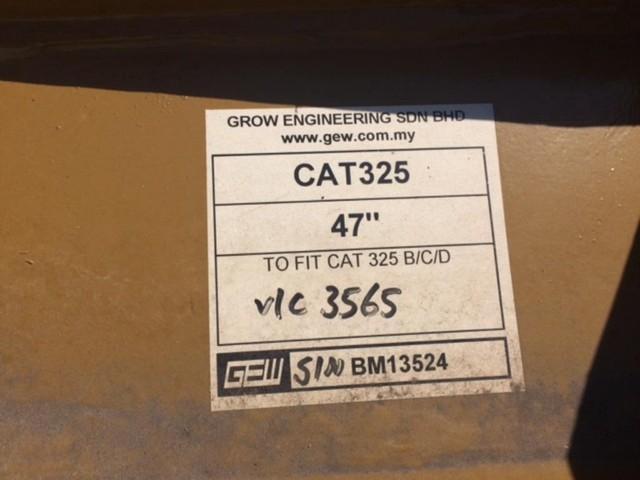 GROW ENGINEERING SDN BHD
www.gew.com.my
CAT325
47"
TO FIT CAT 325 B/C/D
v/c 3565
GEW S/N BM13524